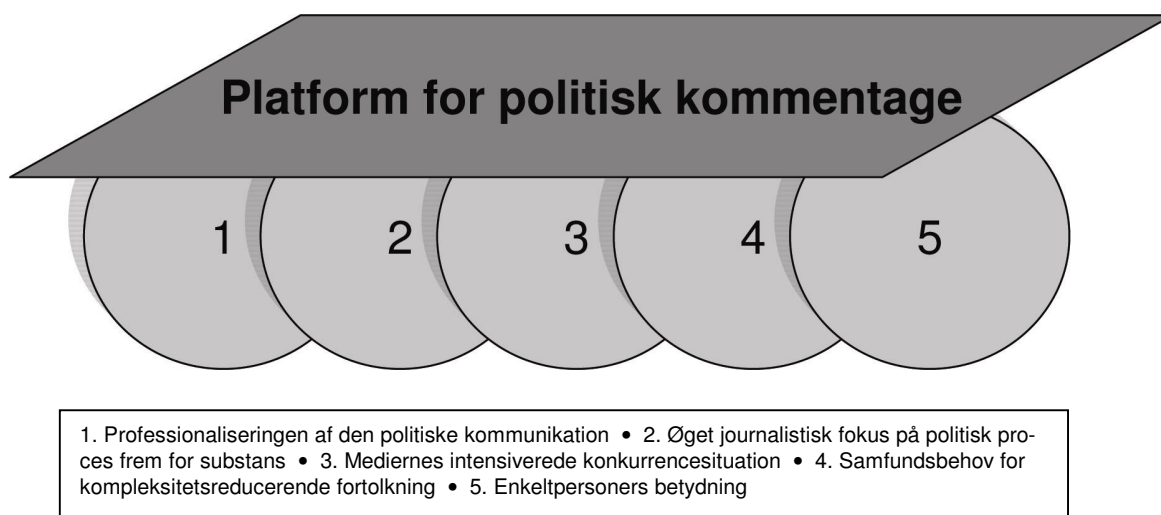 Platform for politisk kommentage
1 2 3 4 5
1. Professionaliseringen af den politiske kommunikation • 2. Øget journalistisk fokus på politisk pro-
ces frem for substans • 3. Mediernes intensiverede konkurrencesituation • 4. Samfundsbehov for
kompleksitetsreducerende fortolkning • 5. Enkeltpersoners betydning